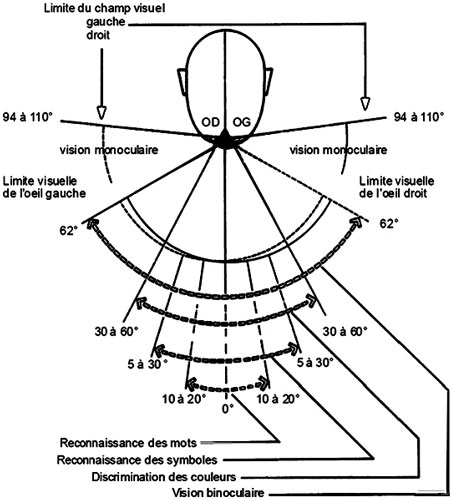 Limite du champ visuel
gauche
droit
OD OG
94 à 110°
94 à 110°
vision monoculaire
vision monoculaire
Limite visuelle
de l'oeil gauche
Limite visuelle
de l'oeil droit
62°
62°
30 à 60°
30 à 60°
5 à 30°
5 à 30°
10 à 20°
0°
10 à 20°
Reconnaissance des mots
Reconnaissance des symboles
Discrimination des couleurs
Vision binoculaire